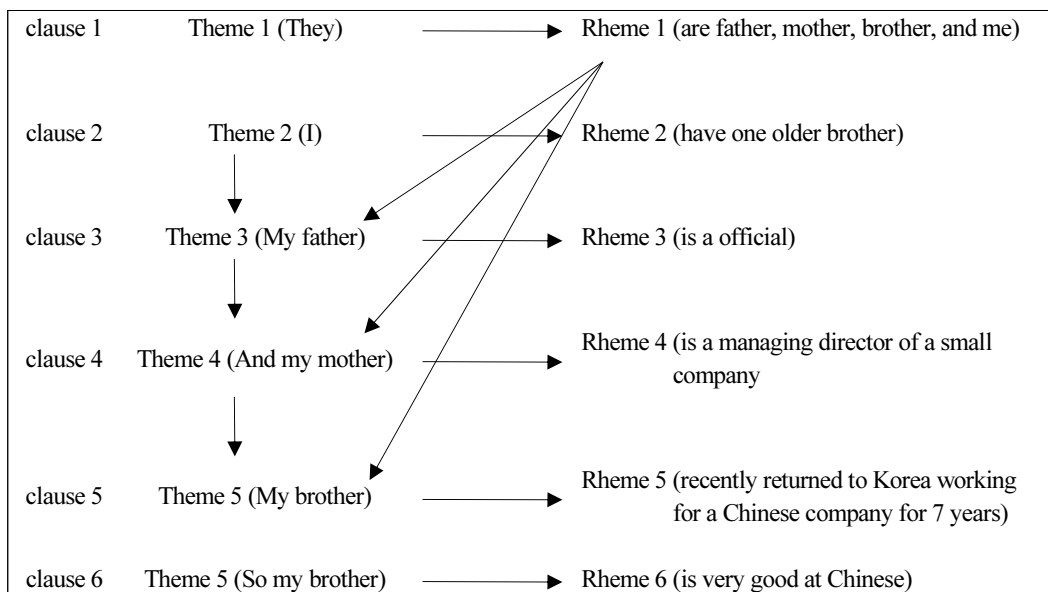 clause 1 Theme 1 (They) Rheme 1 (are father, mother, brother, and me)
clause 2 Theme 2 (I) Rheme 2 (have one older brother)
clause 3 Theme 3 (My father) Rheme 3 (is a official)
clause 4 Theme 4 (And my mother) Rheme 4 (is a managing director of a small
company
clause 5 Theme 5 (My brother) Rheme 5 (recently returned to Korea working
for a Chinese company for 7 years)
clause 6 Theme 5 (So my brother) Rheme 6 (is very good at Chinese)